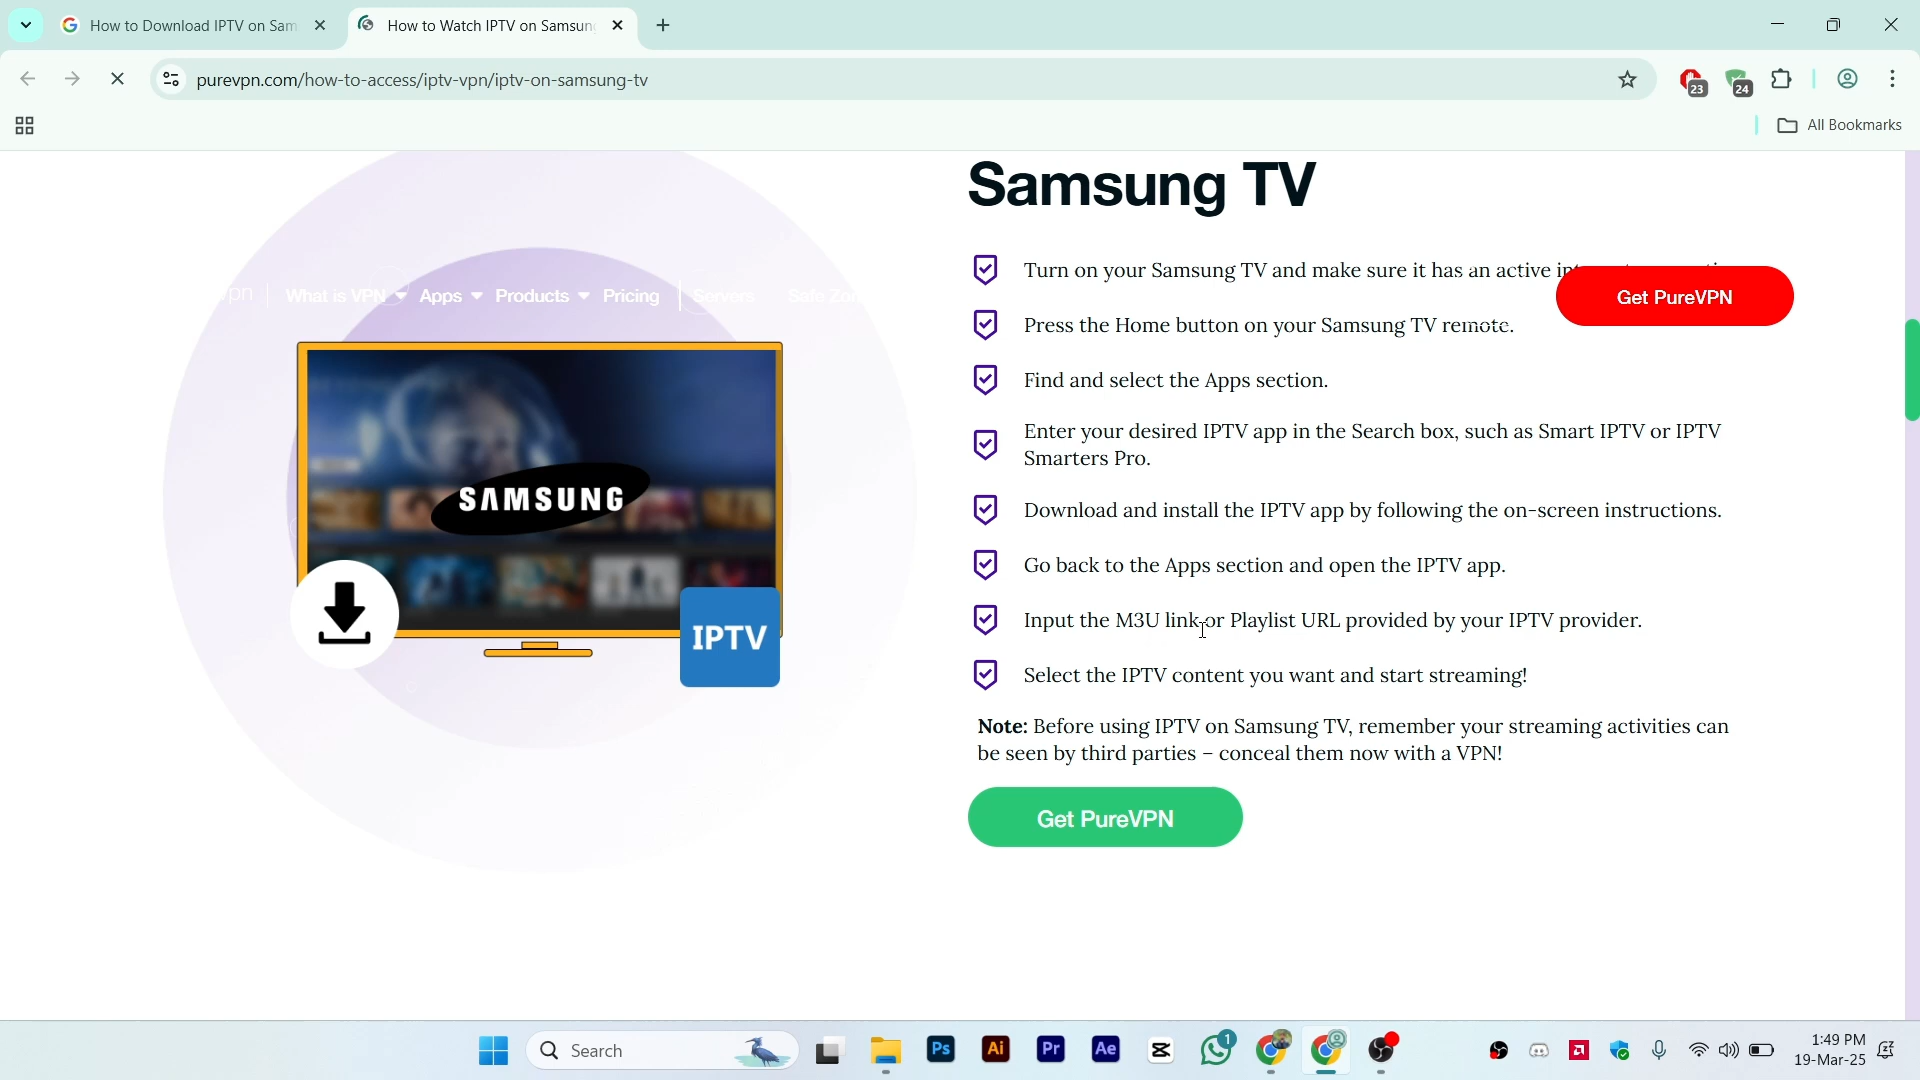 How to Download IPTV on Sam
How to Watch IPTV on Samsung
purevpn.com/how-to-access/iptv-vpn/iptv-on-samsung-tv
23
24
All Bookmarks
Samsung TV
Turn on your Samsung TV and make sure it has an active
vpn What is VPN Apps Products Pricing Servers Safe
Get PureVPN
Press the Home button on your Samsung TV remote.
Find and select the Apps section.
Enter your desired IPTV app in the Search box, such as Smart IPTV or IPTV
Smarters Pro.
SAMSUNG
Download and install the IPTV app by following the on-screen instructions.
Go back to the Apps section and open the IPTV app.
IPTV
Input the M3U link or Playlist URL provided by your IPTV provider.
Select the IPTV content you want and start streaming!
Note: Before using IPTV on Samsung TV, remember your streaming activities can
be seen by third parties – conceal them now with a VPN!
Get PureVPN
Search
Ps
Ai
Pr
Ae
1
1:49 PM
19-Mar-25